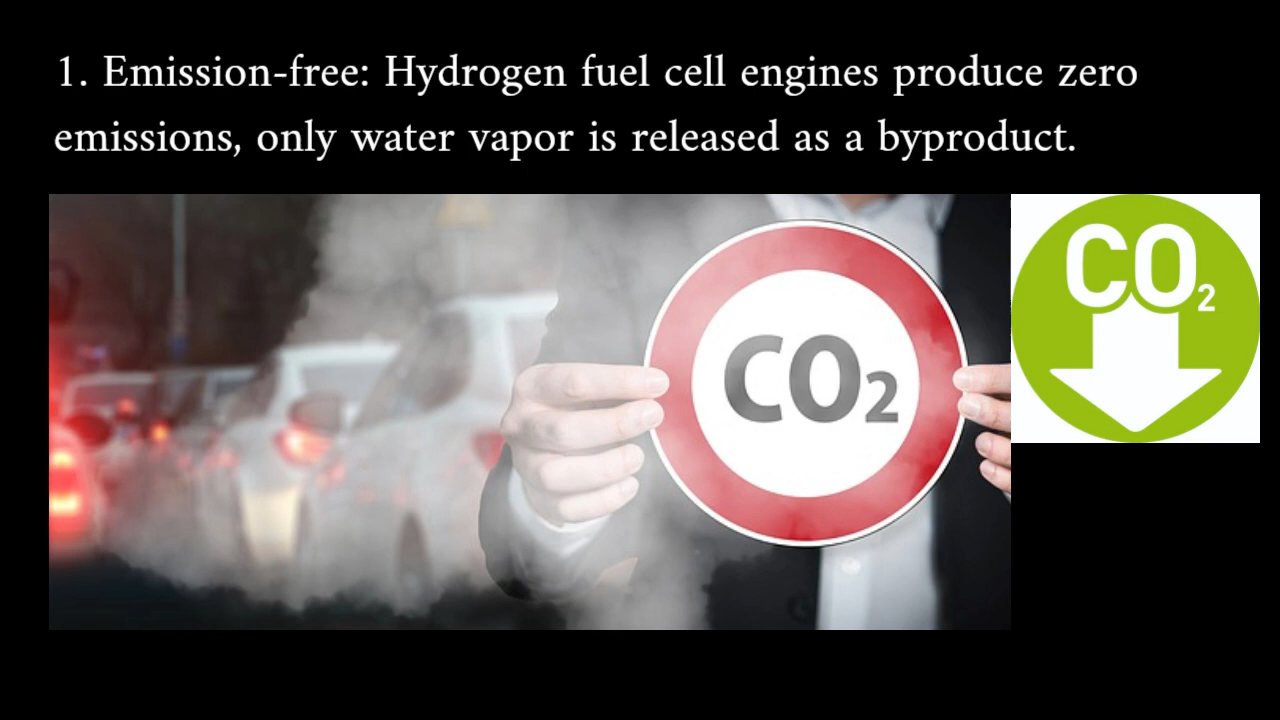 1. Emission-free: Hydrogen fuel cell engines produce zero
emissions, only water vapor is released as a byproduct.
CO₂
CO₂